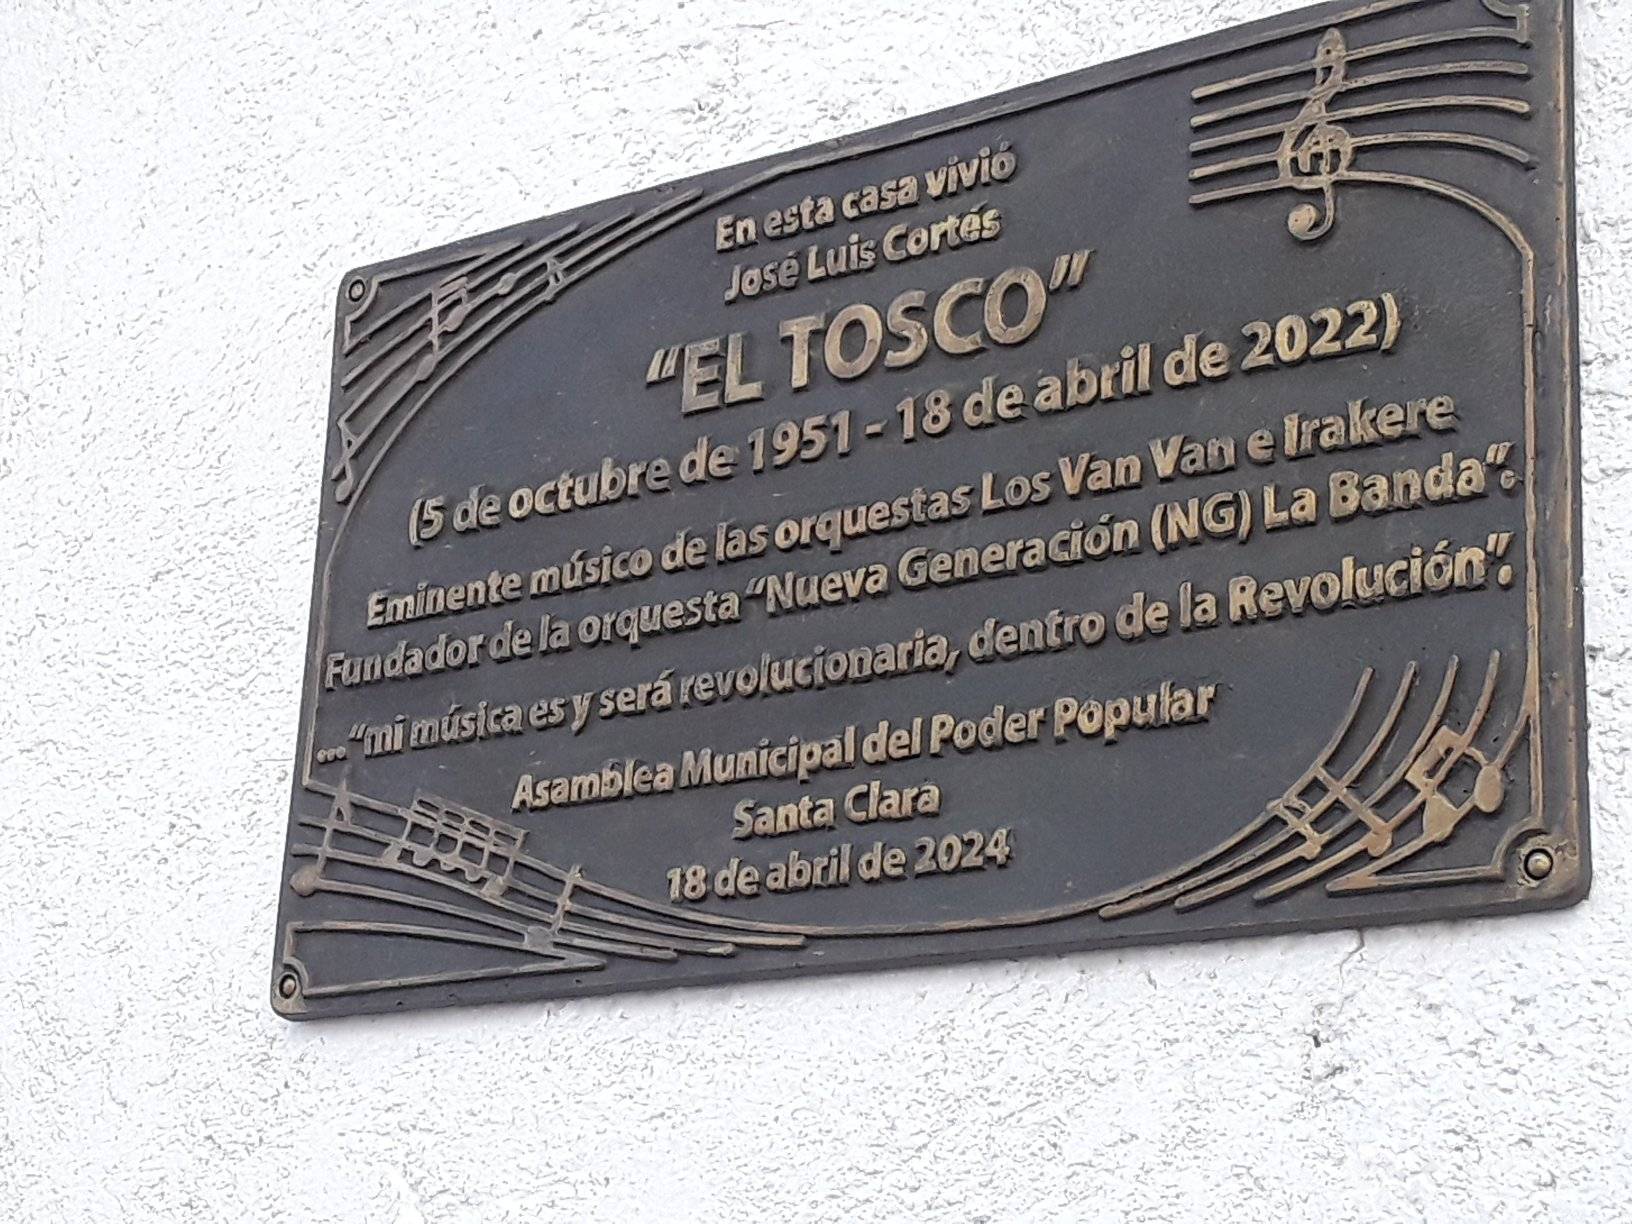 En esta casa vivió
José Luis Cortés
“EL TOSCO”
(5 de octubre de 1951 - 18 de abril de 2022)
Eminente músico de las orquestas Los Van Van e Irakere
Fundador de la orquesta “Nueva Generación (NG) La Banda”.
...“mi música es y será revolucionaria, dentro de la Revolución”.
Asamblea Municipal del Poder Popular
Santa Clara
18 de abril de 2024